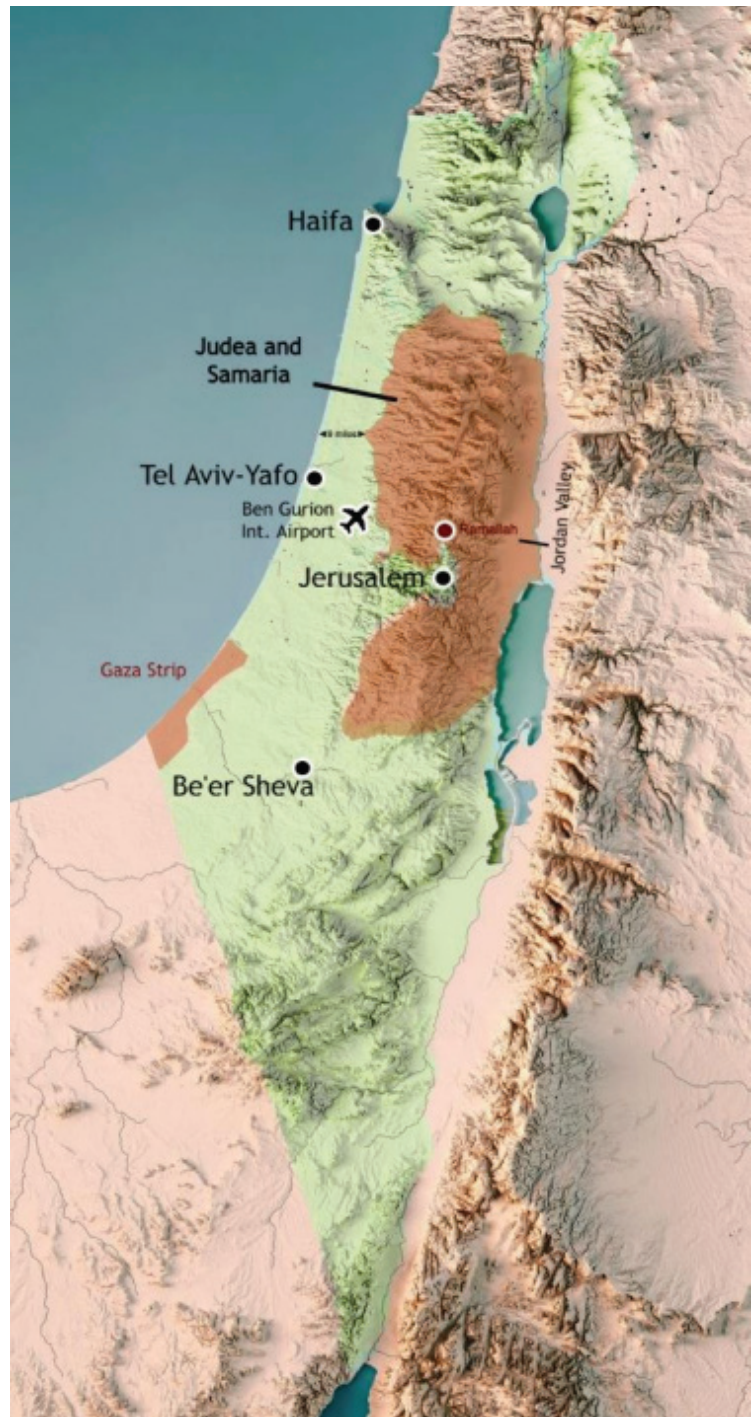 Haifa
Judea and
Samaria
Tel Aviv-Yafo
Ben Gurion
Int. Airport
Ramallah
Jordan Valley
Jerusalem
Gaza Strip
Be'er Sheva